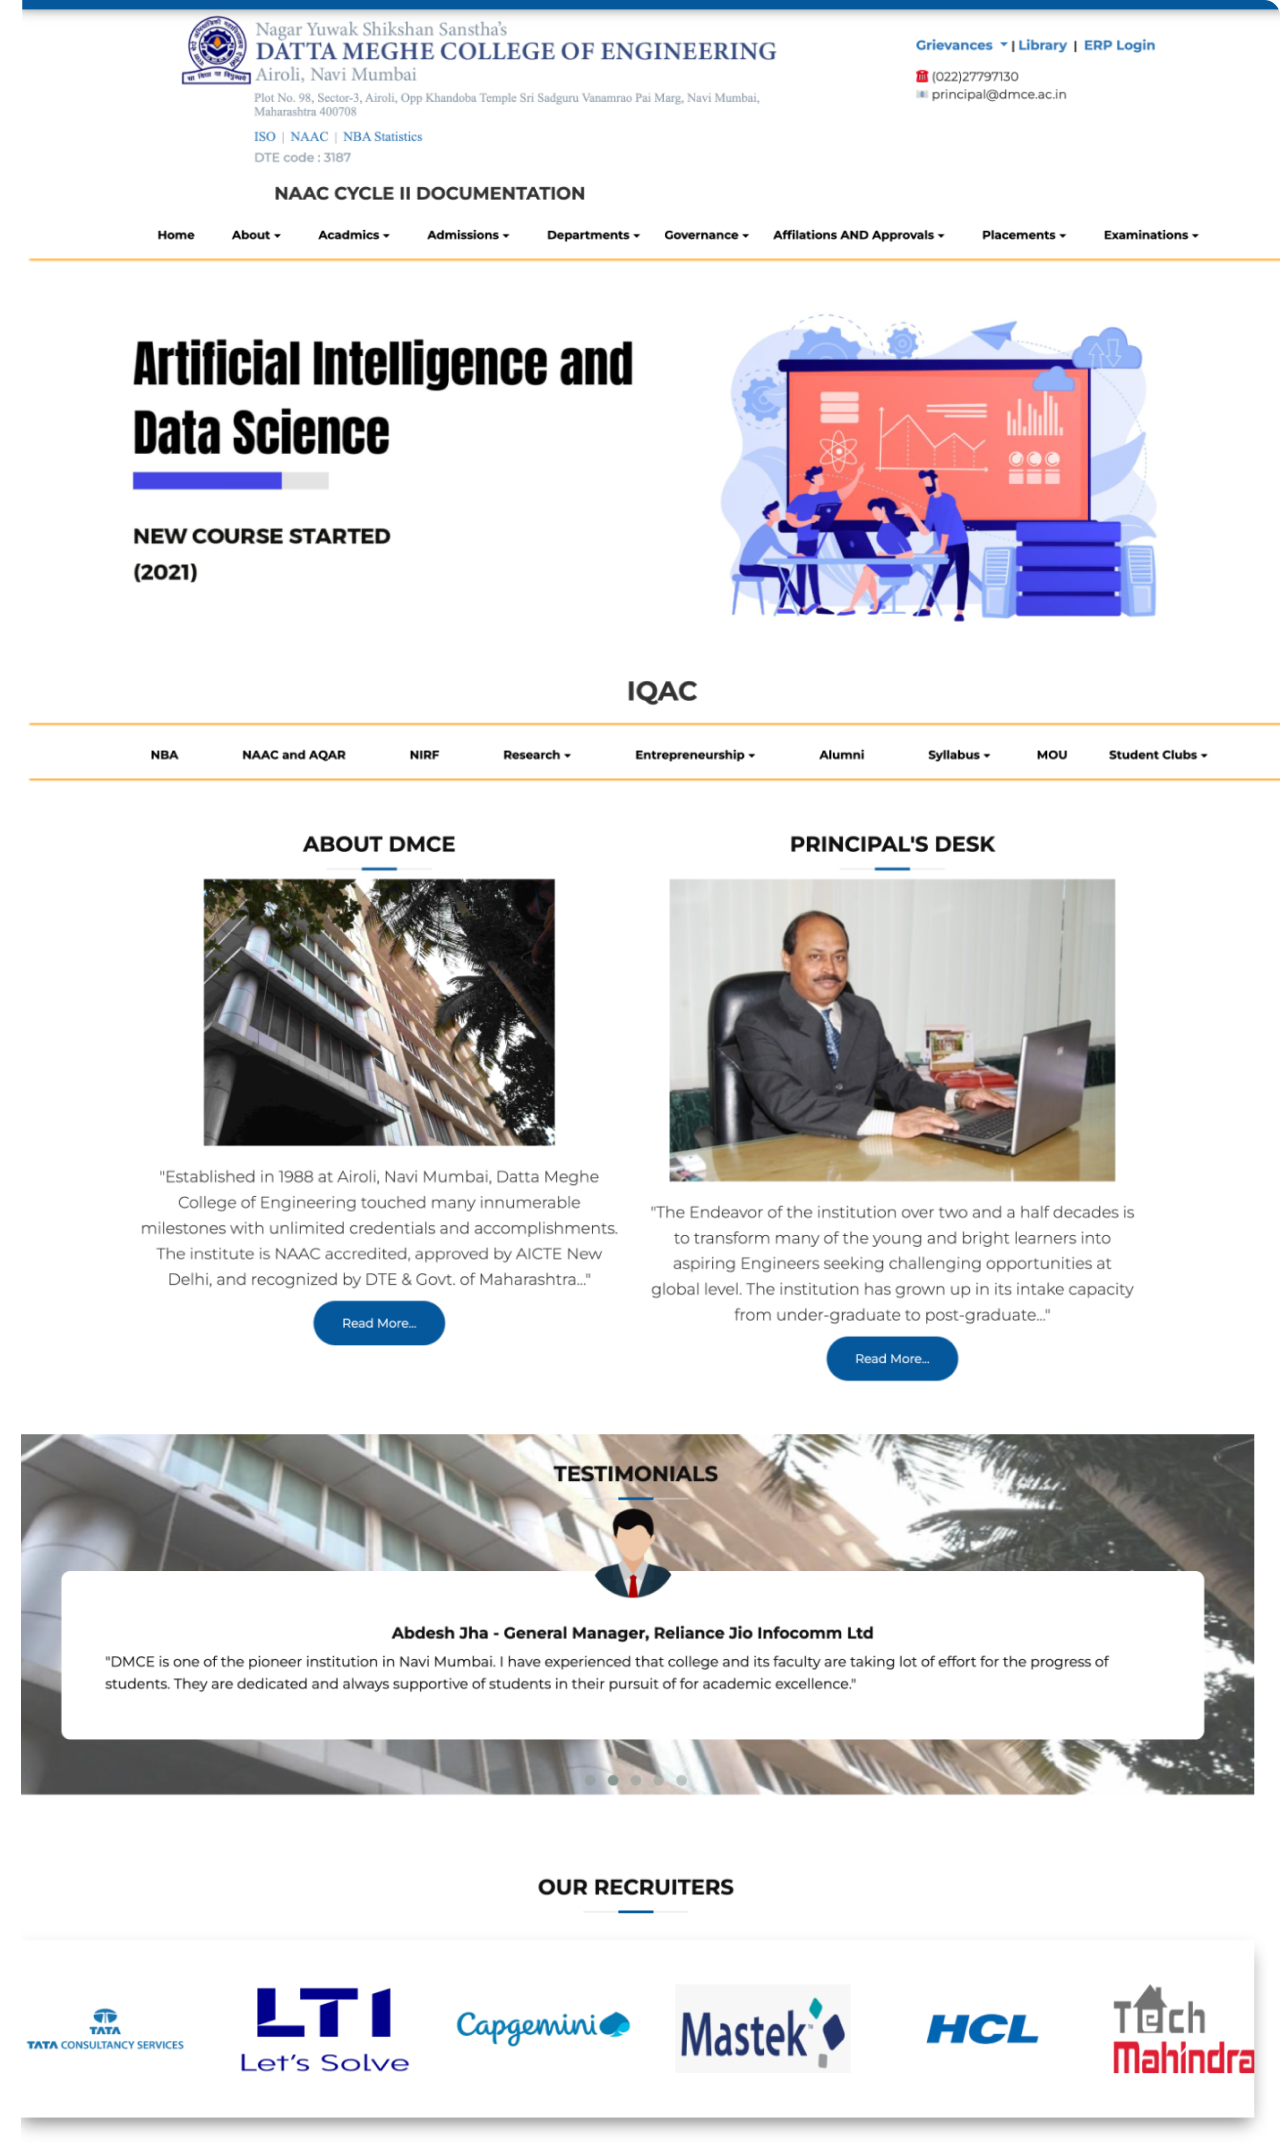 Nagar Yuwak Shikshan Sanstha's
DATTA MEGHE COLLEGE OF ENGINEERING
Airoli, Navi Mumbai
Plot No. 98, Sector-3, Airoli, Opp Khandoba Temple Sri Sadguru Vanamrao Pai Marg, Navi Mumbai,
Maharashtra 400708
ISO | NAAC | NBA Statistics
DTE code : 3187
Grievances | Library | ERP Login
(022)27797130
principal@dmce.ac.in
NAAC CYCLE II DOCUMENTATION
Home About Acadmics Admissions Departments Governance Affilations AND Approvals Placements Examinations
Artificial Intelligence and
Data Science
NEW COURSE STARTED
(2021)
IQAC
NBA NAAC and AQAR NIRF Research Entrepreneurship Alumni Syllabus MOU Student Clubs
ABOUT DMCE
"Established in 1988 at Airoli, Navi Mumbai, Datta Meghe
College of Engineering touched many innumerable
milestones with unlimited credentials and accomplishments.
The institute is NAAC accredited, approved by AICTE New
Delhi, and recognized by DTE & Govt. of Maharashtra..."
Read More...
PRINCIPAL'S DESK
"The Endeavor of the institution over two and a half decades is
to transform many of the young and bright learners into
aspiring Engineers seeking challenging opportunities at
global level. The institution has grown up in its intake capacity
from under-graduate to post-graduate..."
Read More...
TESTIMONIALS
Abdesh Jha - General Manager, Reliance Jio Infocomm Ltd
"DMCE is one of the pioneer institution in Navi Mumbai. I have experienced that college and its faculty are taking lot of effort for the progress of
students. They are dedicated and always supportive of students in their pursuit of for academic excellence."
OUR RECRUITERS
TATA
TATA CONSULTANCY SERVICES
LTI
Let's Solve
Capgemini
Mastek
HCL
Tech
Mahindra